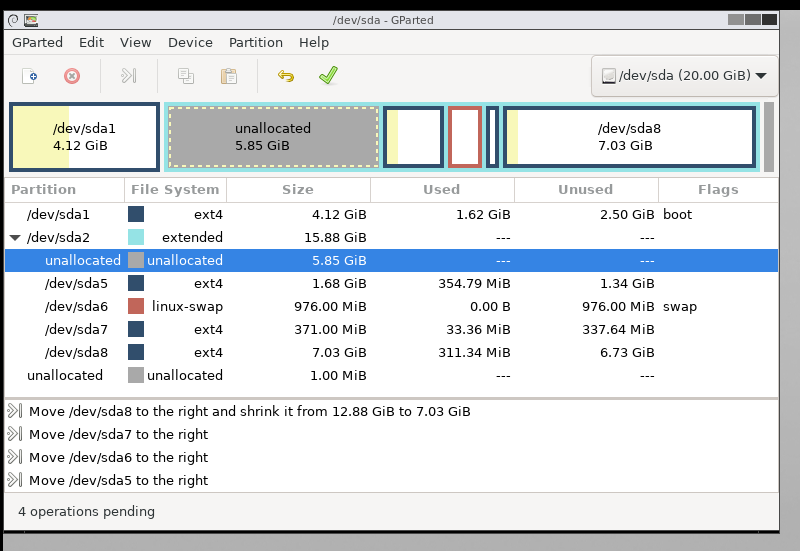 /dev/sda - GParted
GParted Edit View Device Partition Help
/dev/sda (20.00 GiB)
/dev/sda1
4.12 GiB
unallocated
5.85 GiB
/dev/sda8
7.03 GiB
Partition File System Size Used Unused Flags
/dev/sda1 ext4 4.12 GiB 1.62 GiB 2.50 GiB boot
/dev/sda2 extended 15.88 GiB --- ---
unallocated unallocated 5.85 GiB --- ---
/dev/sda5 ext4 1.68 GiB 354.79 MiB 1.34 GiB
/dev/sda6 linux-swap 976.00 MiB 0.00 B 976.00 MiB swap
/dev/sda7 ext4 371.00 MiB 33.36 MiB 337.64 MiB
/dev/sda8 ext4 7.03 GiB 311.34 MiB 6.73 GiB
unallocated unallocated 1.00 MiB --- ---
Move /dev/sda8 to the right and shrink it from 12.88 GiB to 7.03 GiB
Move /dev/sda7 to the right
Move /dev/sda6 to the right
Move /dev/sda5 to the right
4 operations pending